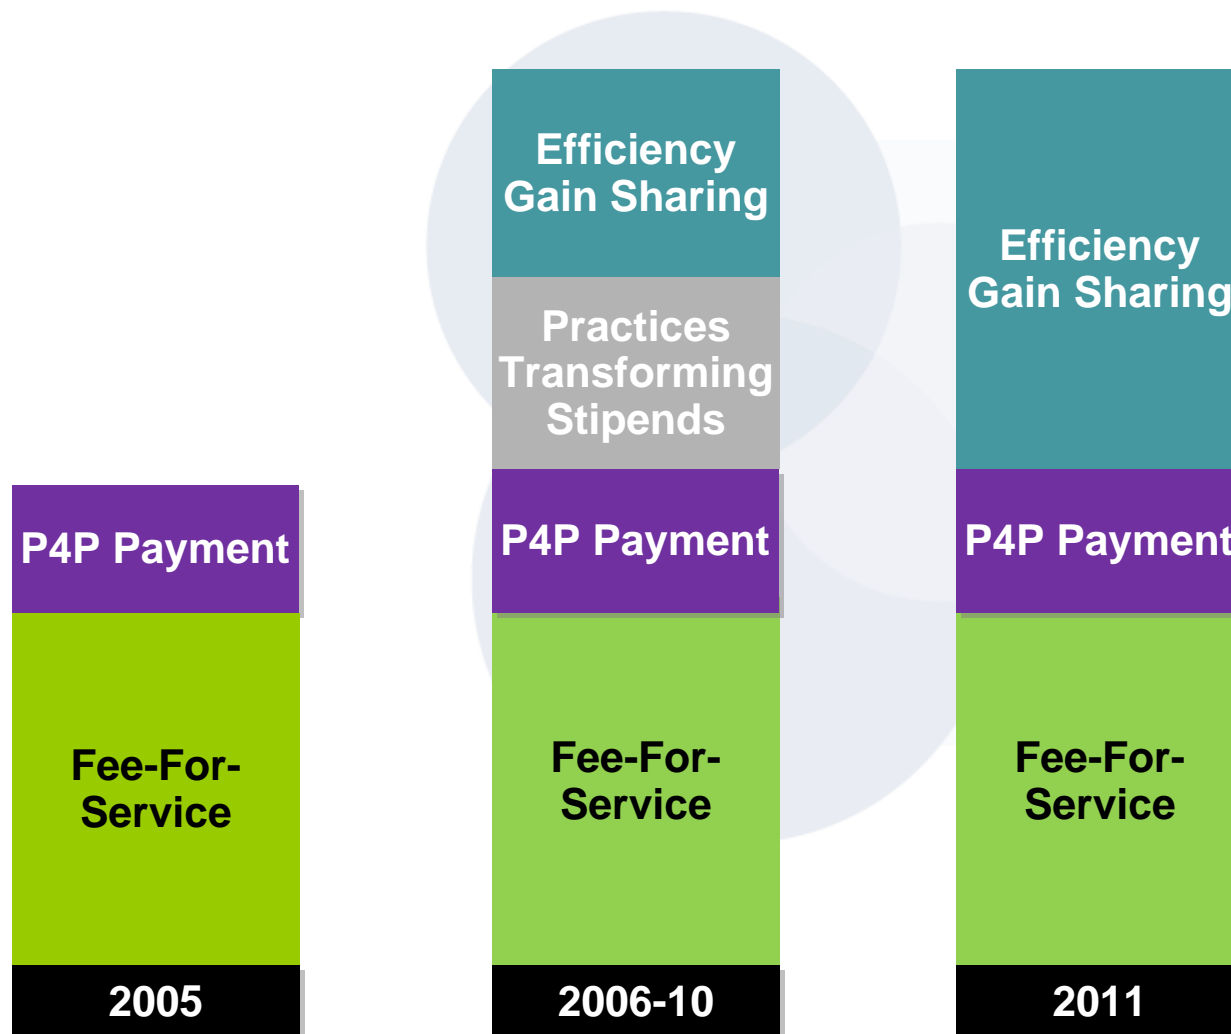 P4P Payment
Fee-For-
Service
2005
Efficiency
Gain Sharing
Practices
Transforming
Stipends
P4P Payment
Fee-For-
Service
2006-10
Efficiency
Gain Sharing
P4P Payment
Fee-For-
Service
2011